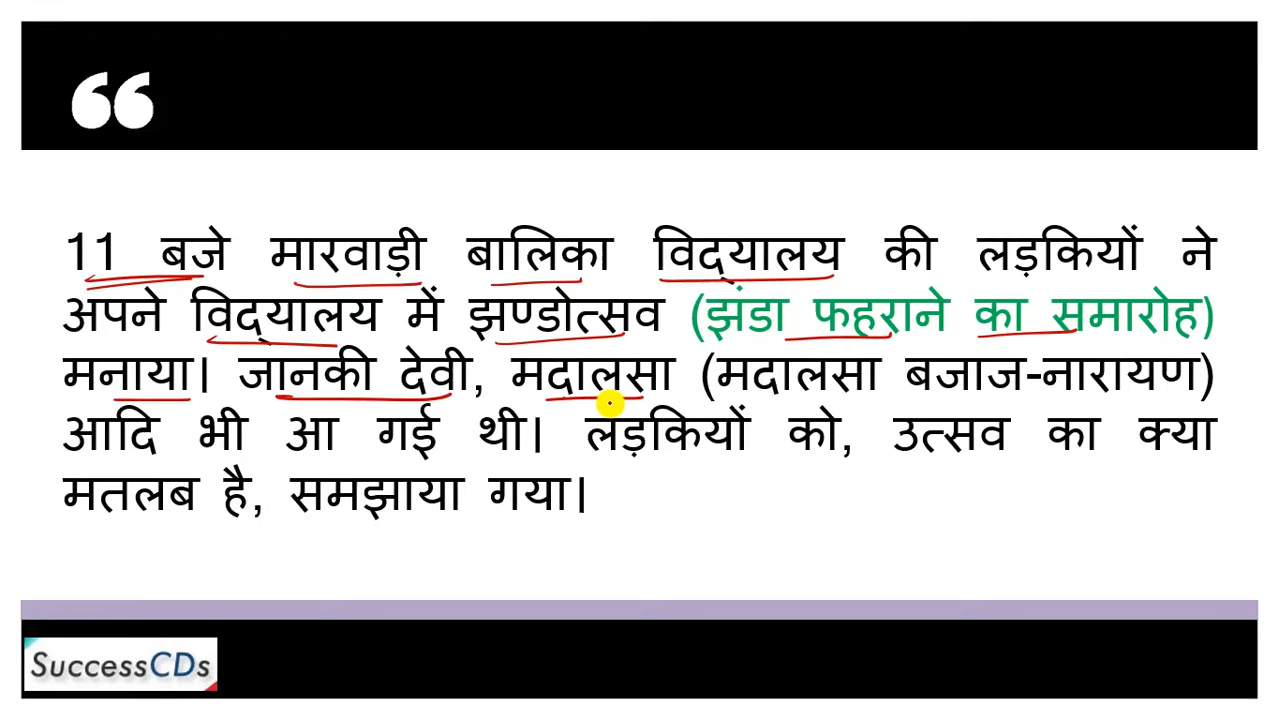 ❝
11 बजे मारवाड़ी बालिका विद्यालय की लड़कियों ने
अपने विद्यालय में झण्डोत्सव (झंडा फहराने का समारोह)
मनाया। जानकी देवी, मदालसा (मदालसा बजाज-नारायण)
आदि भी आ गई थी। लड़कियों को, उत्सव का क्या
मतलब है, समझाया गया।
SuccessCDs